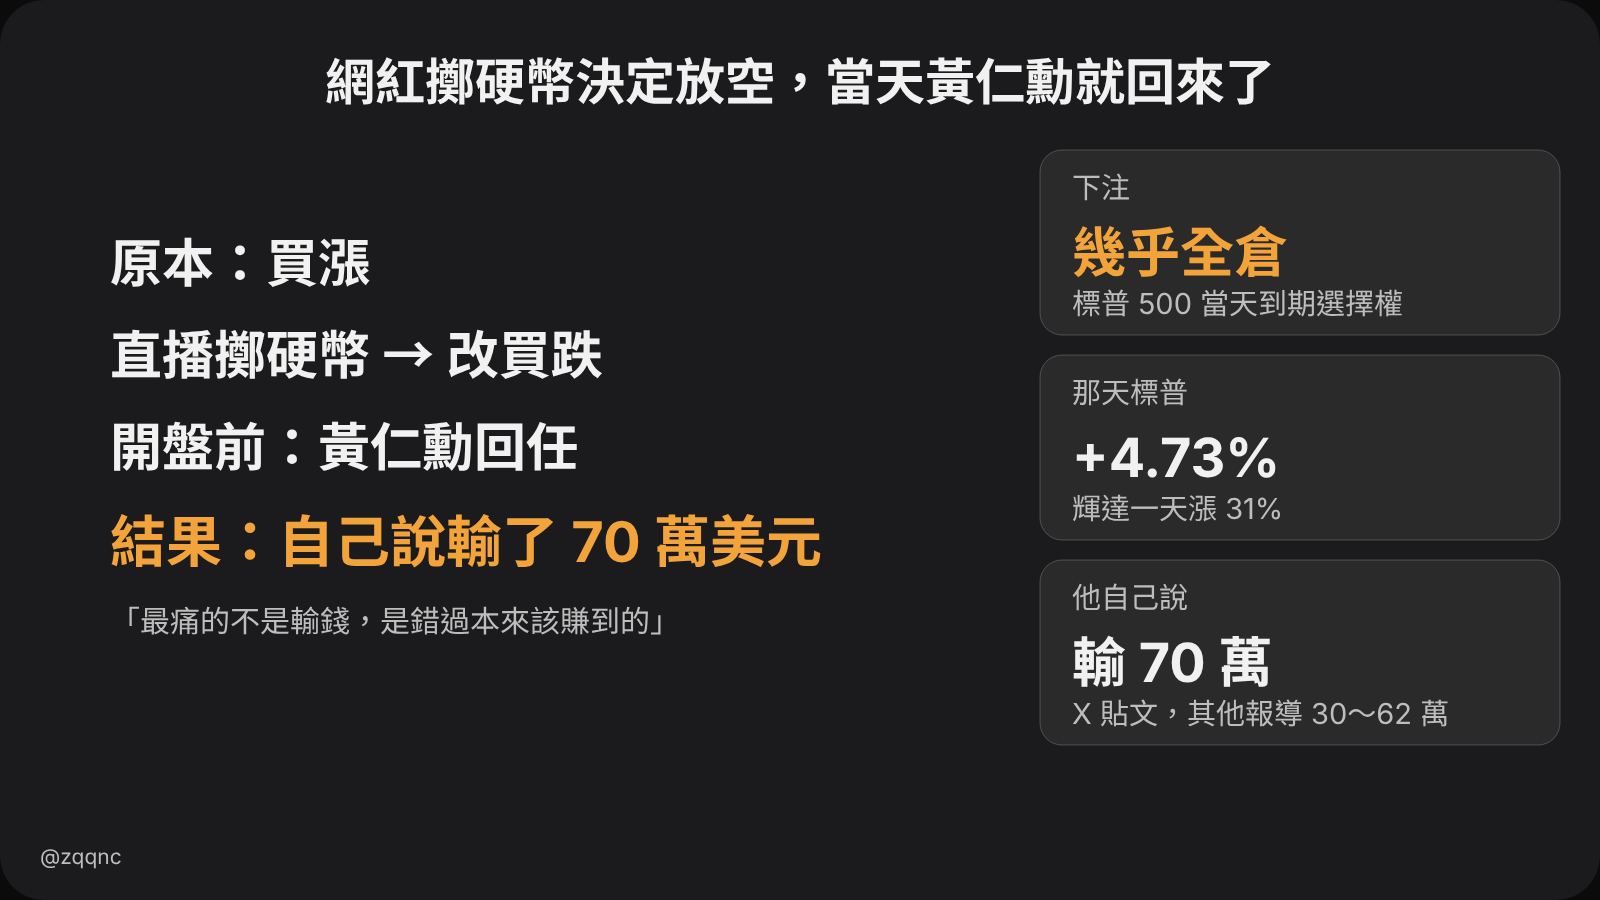 網紅擲硬幣決定放空，當天黃仁勳就回來了
原本：買漲
直播擲硬幣 → 改買跌
開盤前：黃仁勳回任
結果：自己說輸了 70 萬美元
「最痛的不是輸錢，是錯過本來該賺到的」
下注
幾乎全倉
標普 500 當天到期選擇權
那天標普
+4.73%
輝達一天漲 31%
他自己說
輸 70 萬
X 貼文，其他報導 30～62 萬
@zqqnc